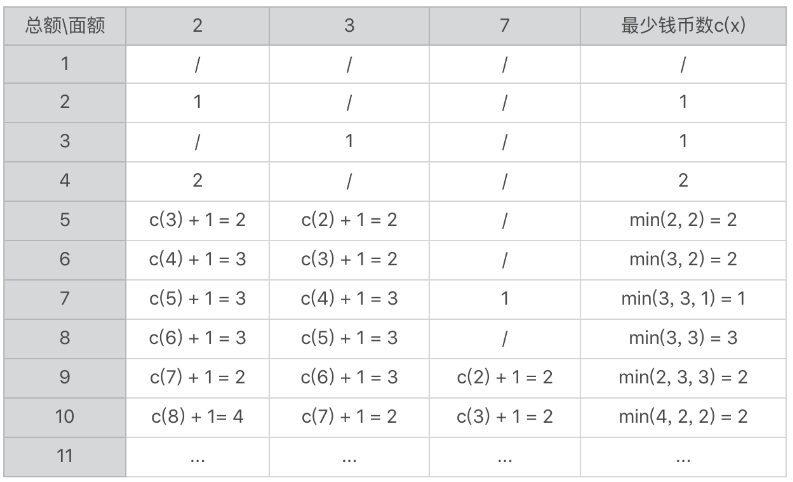 总额\面额 2 3 7 最少钱币数c(x)
1 / / / /
2 1 / / 1
3 / 1 / 1
4 2 / / 2
5 c(3) + 1 = 2 c(2) + 1 = 2 / min(2, 2) = 2
6 c(4) + 1 = 3 c(3) + 1 = 2 / min(3, 2) = 2
7 c(5) + 1 = 3 c(4) + 1 = 3 1 min(3, 3, 1) = 1
8 c(6) + 1 = 3 c(5) + 1 = 3 / min(3, 3) = 3
9 c(7) + 1 = 2 c(6) + 1 = 3 c(2) + 1 = 2 min(2, 3, 3) = 2
10 c(8) + 1= 4 c(7) + 1 = 2 c(3) + 1 = 2 min(4, 2, 2) = 2
11 ... ... ... ...